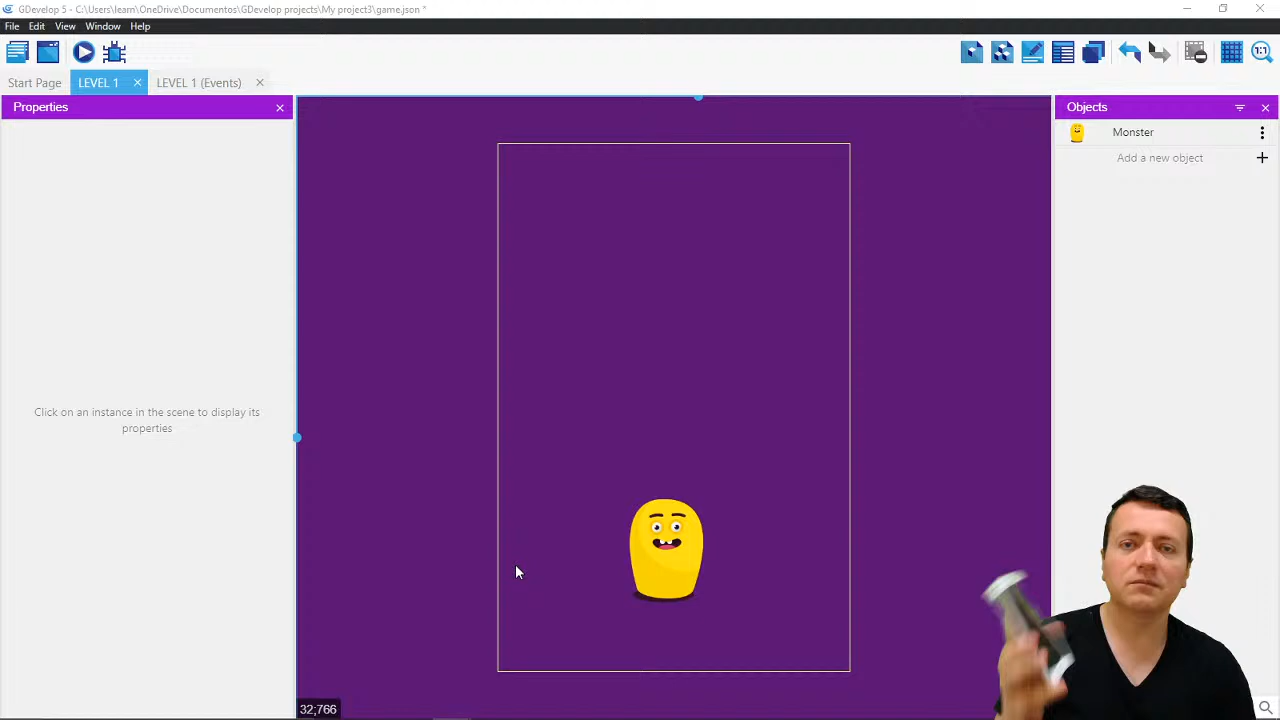 GDevelop 5 - C:\Users\learn\OneDrive\Documentos\GDevelop projects\My project3\game.json *
File Edit View Window Help
1:1
Start Page LEVEL 1 × LEVEL 1 (Events) ×
Properties ×
Objects ×
Monster
Add a new object +
Click on an instance in the scene to display its
properties
32;766